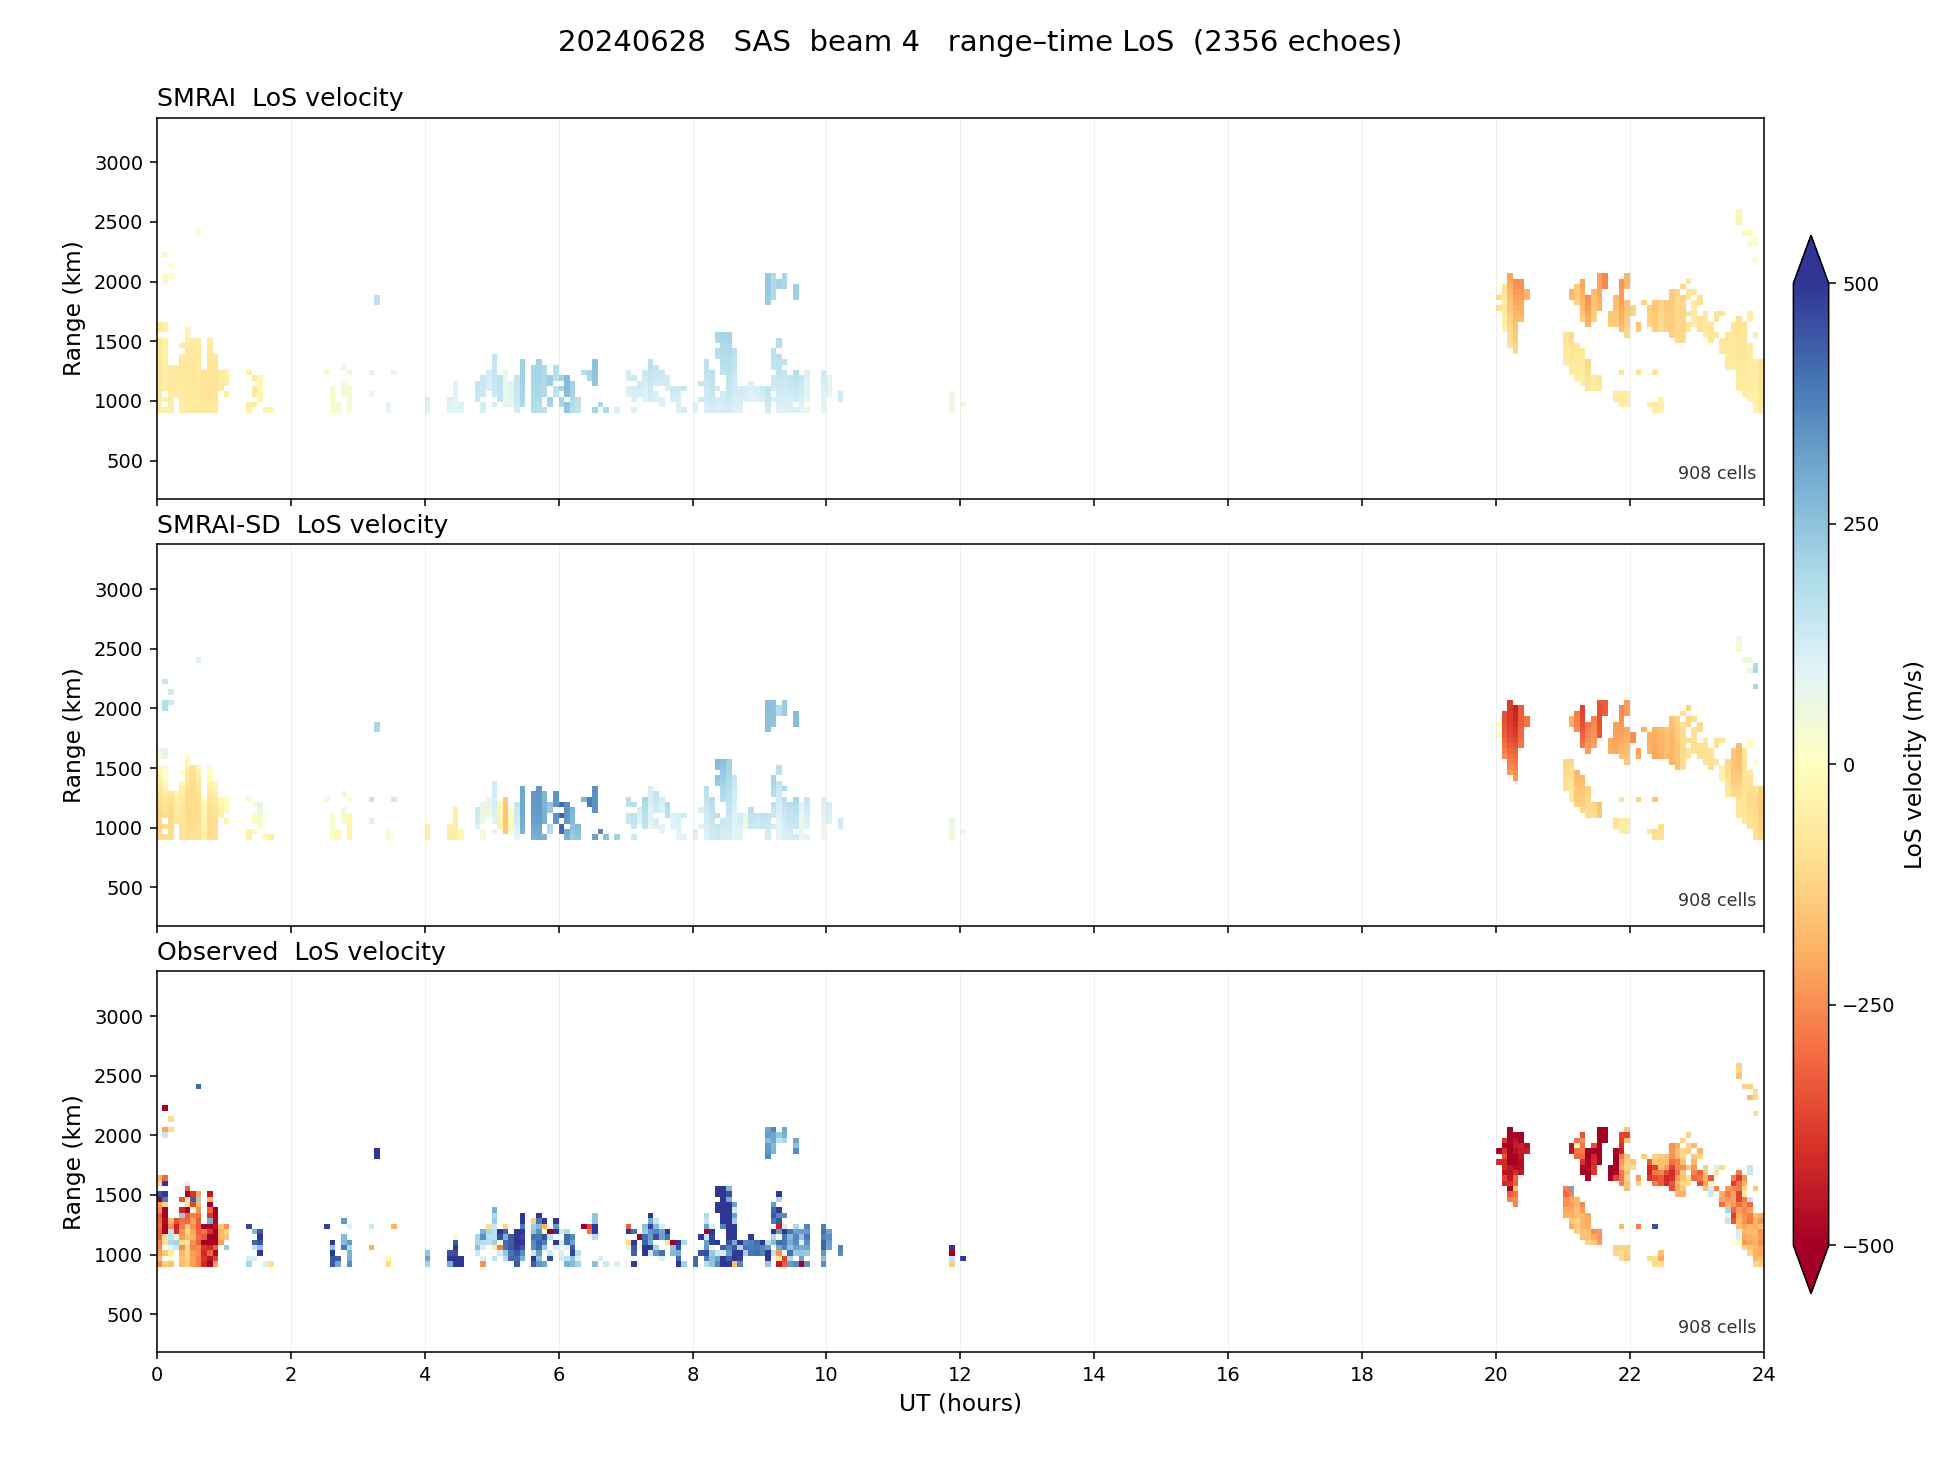 20240628   SAS  beam 4   range–time LoS  (2356 echoes)
SMRAI  LoS velocity
3000
2500
2000
1500
1000
500
Range (km)
908 cells
SMRAI-SD  LoS velocity
3000
2500
2000
1500
1000
500
Range (km)
908 cells
Observed  LoS velocity
3000
2500
2000
1500
1000
500
Range (km)
908 cells
0 2 4 6 8 10 12 14 16 18 20 22 24
UT (hours)
500
250
0
−250
−500
LoS velocity (m/s)